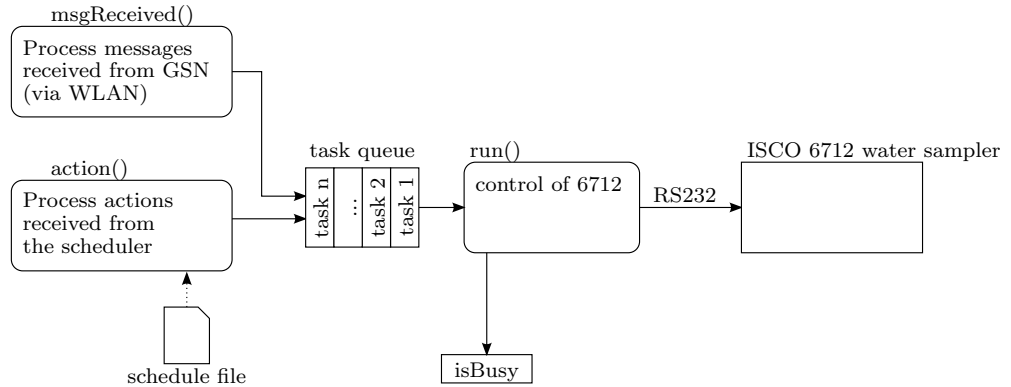 msgReceived()
Process messages
received from GSN
(via WLAN)
action()
Process actions
received from
the scheduler
schedule file
task queue
task n
...
task 2
task 1
run()
control of 6712
isBusy
RS232
ISCO 6712 water sampler